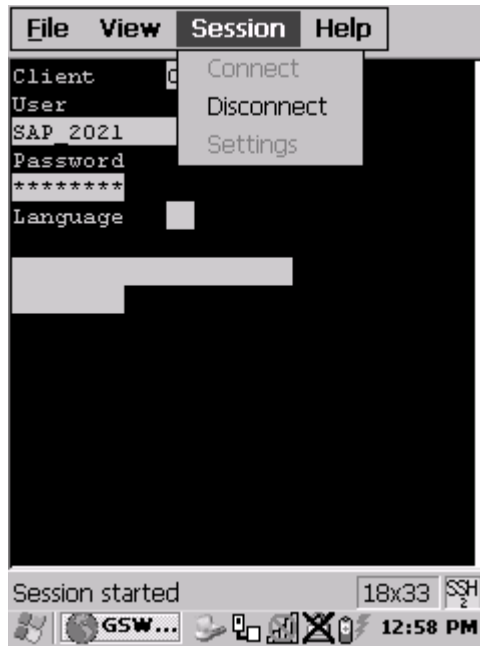 File View Session Help
Connect
Disconnect
Settings
Client
User
SAP_2021
Password
********
Language
Session started 18x33 SSH 2
GSW... 12:58 PM